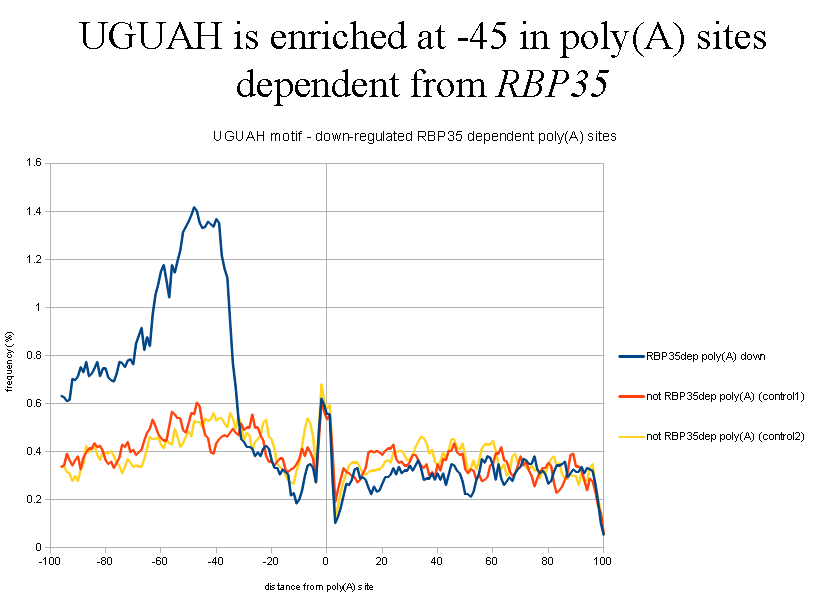 UGUAH is enriched at -45 in poly(A) sites
dependent from RBP35
UGUAH motif - down-regulated RBP35 dependent poly(A) sites
1.6
1.4
1.2
1
0.8
0.6
0.4
0.2
0
frequency (%)
-100
-80
-60
-40
-20
0
20
40
60
80
100
distance from poly(A) site
RBP35dep poly(A) down
not RBP35dep poly(A) (control1)
not RBP35dep poly(A) (control2)